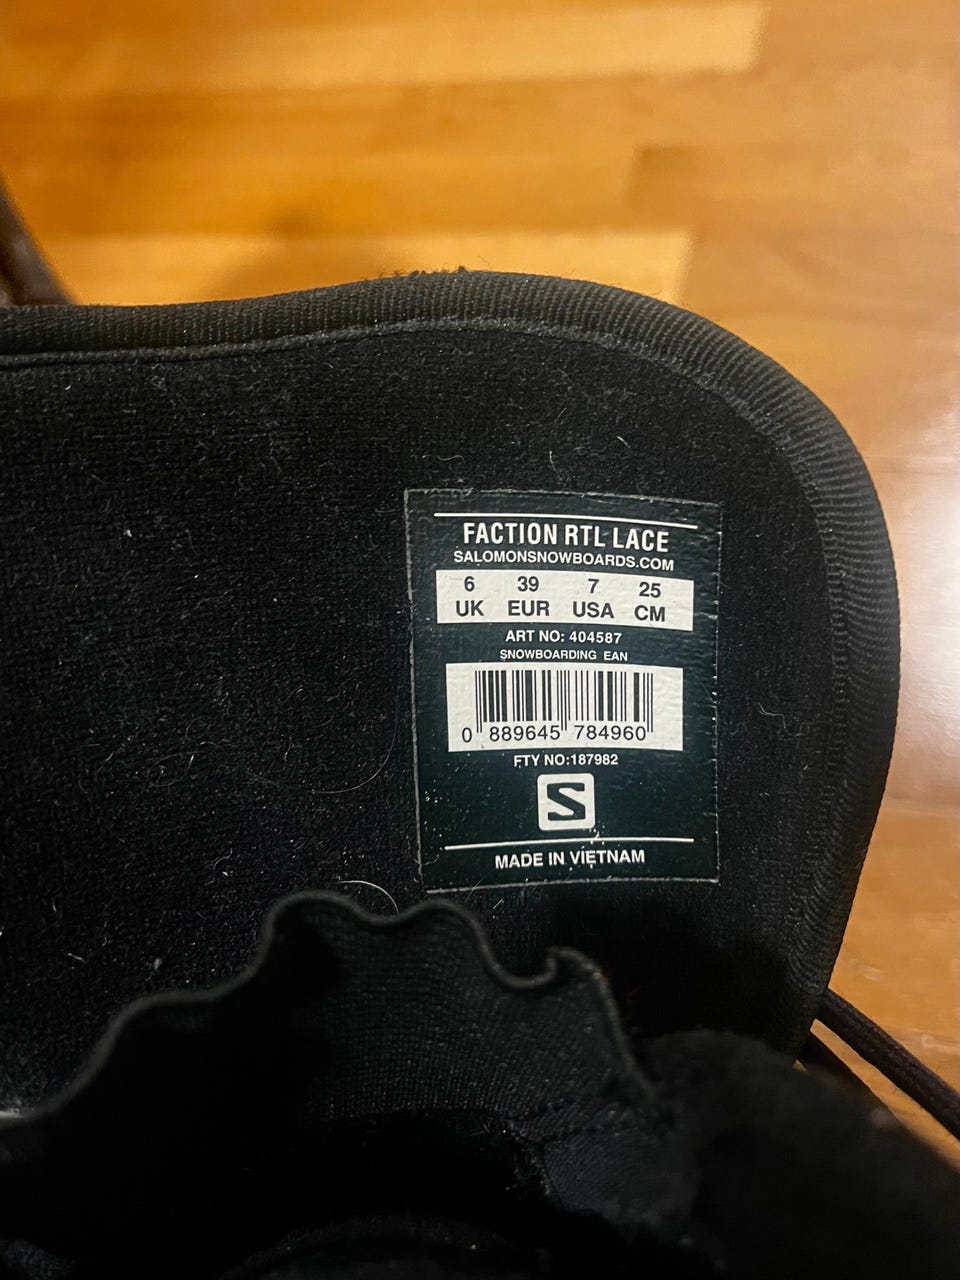 FACTION RTL LACE
SALOMONSNOWBOARDS.COM
6 39 7 25
UK EUR USA CM
ART NO: 404587
SNOWBOARDING EAN
0 889645 784960
FTY NO:187982
S
MADE IN VIETNAM